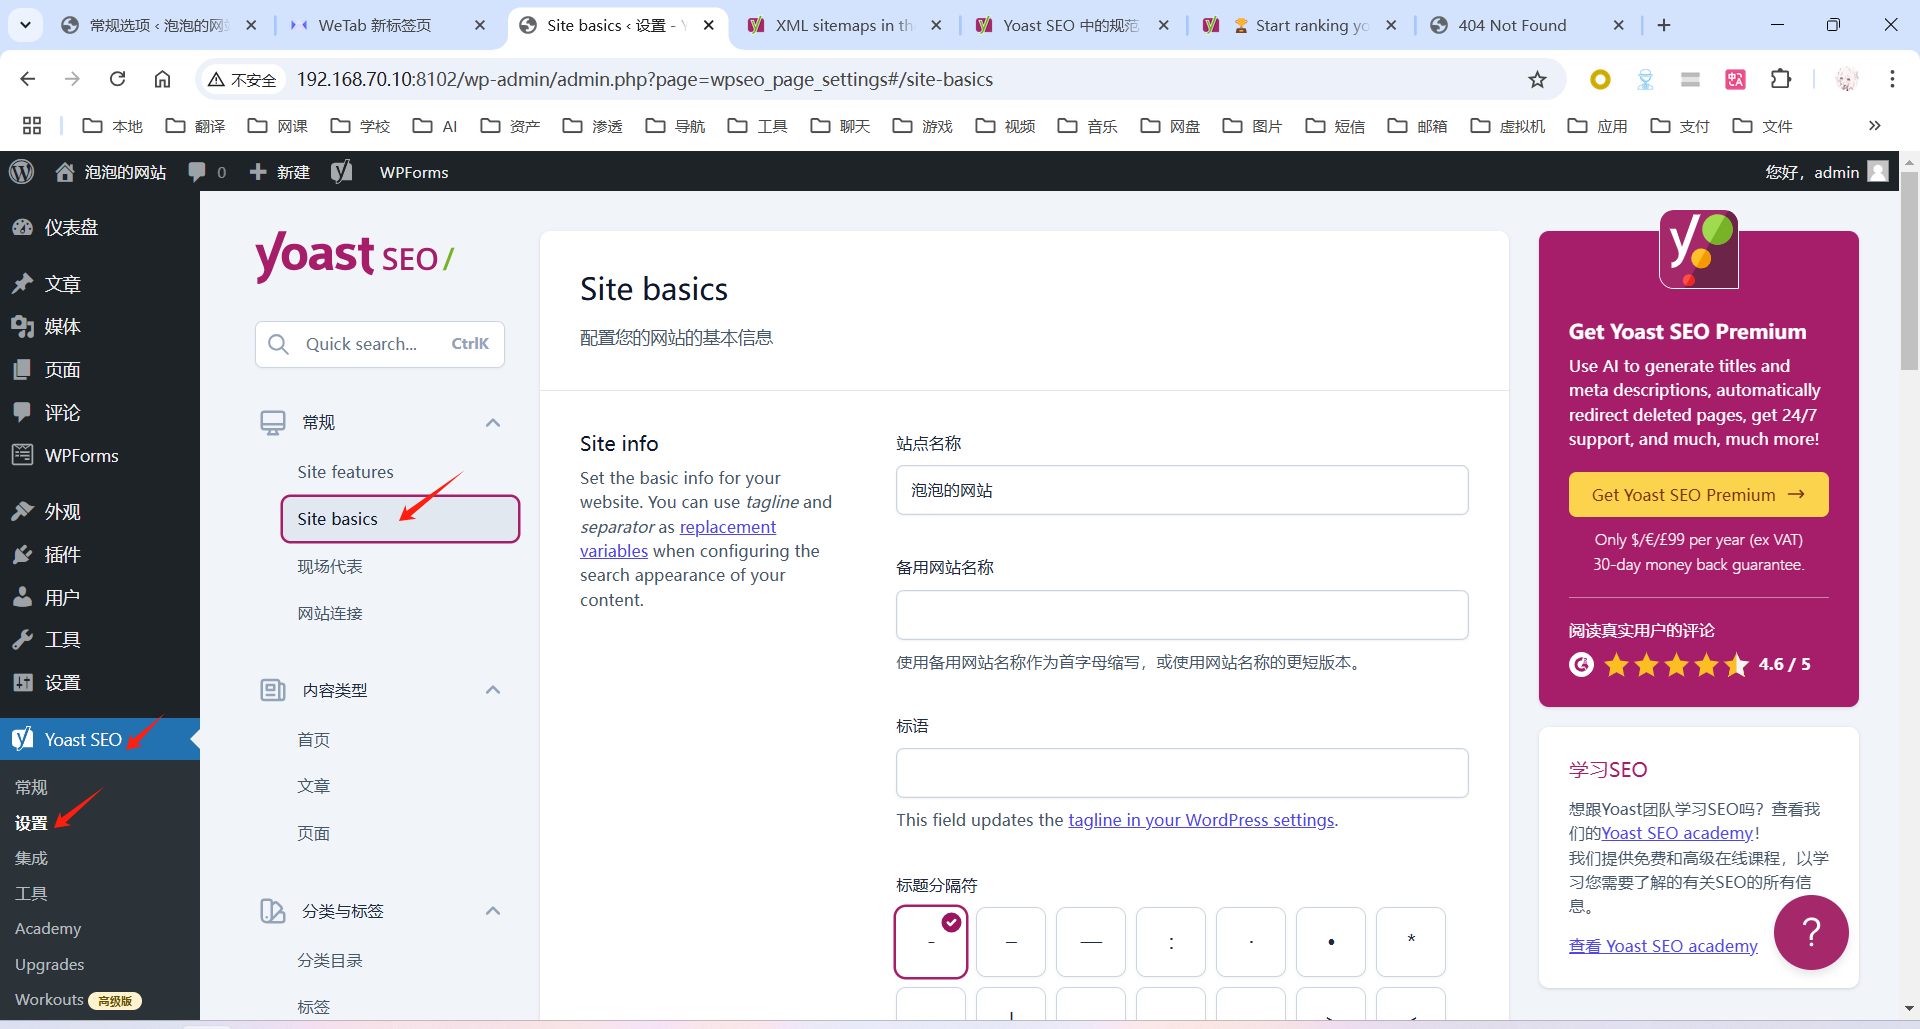 常规选项 ‹ 泡泡的网
WeTab 新标签页
Site basics ‹ 设置 -
XML sitemaps in th
Yoast SEO 中的规范
Start ranking yo
404 Not Found
不安全
192.168.70.10:8102/wp-admin/admin.php?page=wpseo_page_settings#/site-basics
本地
翻译
网课
学校
AI
资产
渗透
导航
工具
聊天
游戏
视频
音乐
网盘
图片
短信
邮箱
虚拟机
应用
支付
文件
泡泡的网站
0
新建
WPForms
您好，admin
仪表盘
文章
媒体
页面
评论
WPForms
外观
插件
用户
工具
设置
Yoast SEO
常规
设置
集成
工具
Academy
Upgrades
Workouts 高级版
yoast SEO/
Quick search... CtrlK
常规
Site features
Site basics
现场代表
网站连接
内容类型
首页
文章
页面
分类与标签
分类目录
标签
Site basics
配置您的网站的基本信息
Site info
Set the basic info for your
website. You can use tagline and
separator as replacement
variables when configuring the
search appearance of your
content.
站点名称
泡泡的网站
备用网站名称
使用备用网站名称作为首字母缩写，或使用网站名称的更短版本。
标语
This field updates the tagline in your WordPress settings.
标题分隔符
- – — : · • *
Get Yoast SEO Premium
Use AI to generate titles and
meta descriptions, automatically
redirect deleted pages, get 24/7
support, and much, much more!
Get Yoast SEO Premium →
Only $/€/£99 per year (ex VAT)
30-day money back guarantee.
阅读真实用户的评论
4.6 / 5
学习SEO
想跟Yoast团队学习SEO吗？查看我
们的Yoast SEO academy！
我们提供免费和高级在线课程，以学
习您需要了解的有关SEO的所有信
息。
查看 Yoast SEO academy
?